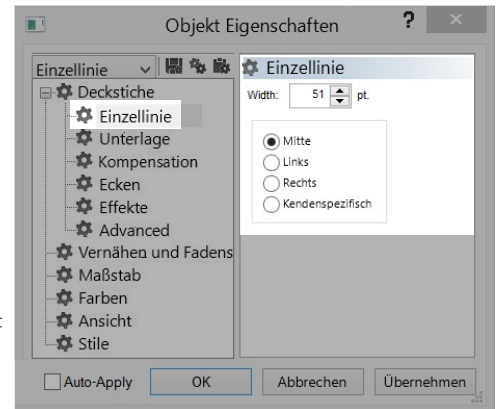 Objekt Eigenschaften ? ×
Einzellinie
Deckstiche
Einzellinie
Unterlage
Kompensation
Ecken
Effekte
Advanced
Vernähen und Fadens
Maßstab
Farben
Ansicht
Stile
Einzellinie
Width: 51 pt.
Mitte
Links
Rechts
Kendenspezifisch
Auto-Apply OK Abbrechen Übernehmen